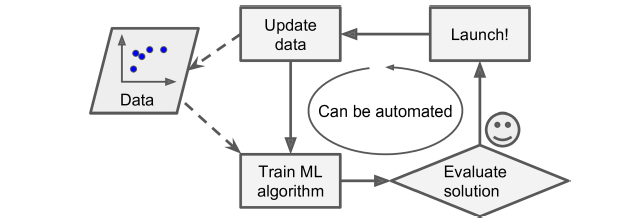 Update
data
Launch!
Data
Can be automated
Train ML
algorithm
Evaluate
solution